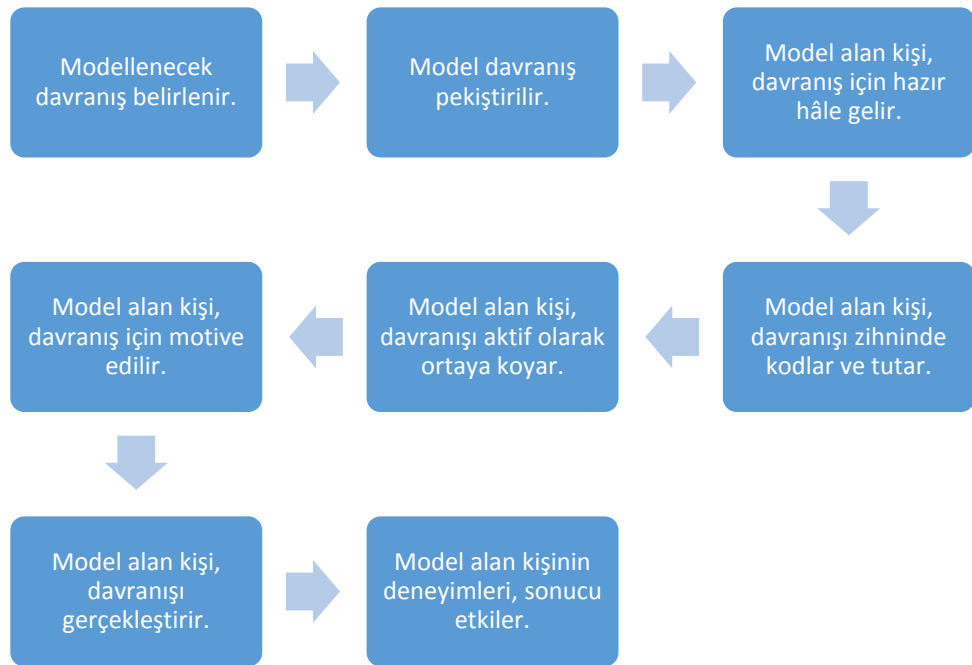 Modellenecek
davranış belirlenir.
Model davranış
pekiştirilir.
Model alan kişi,
davranış için hazır
hâle gelir.
Model alan kişi,
davranışı zihninde
kodlar ve tutar.
Model alan kişi,
davranışı aktif olarak
ortaya koyar.
Model alan kişi,
davranış için motive
edilir.
Model alan kişi,
davranışı
gerçekleştirir.
Model alan kişinin
deneyimleri, sonucu
etkiler.